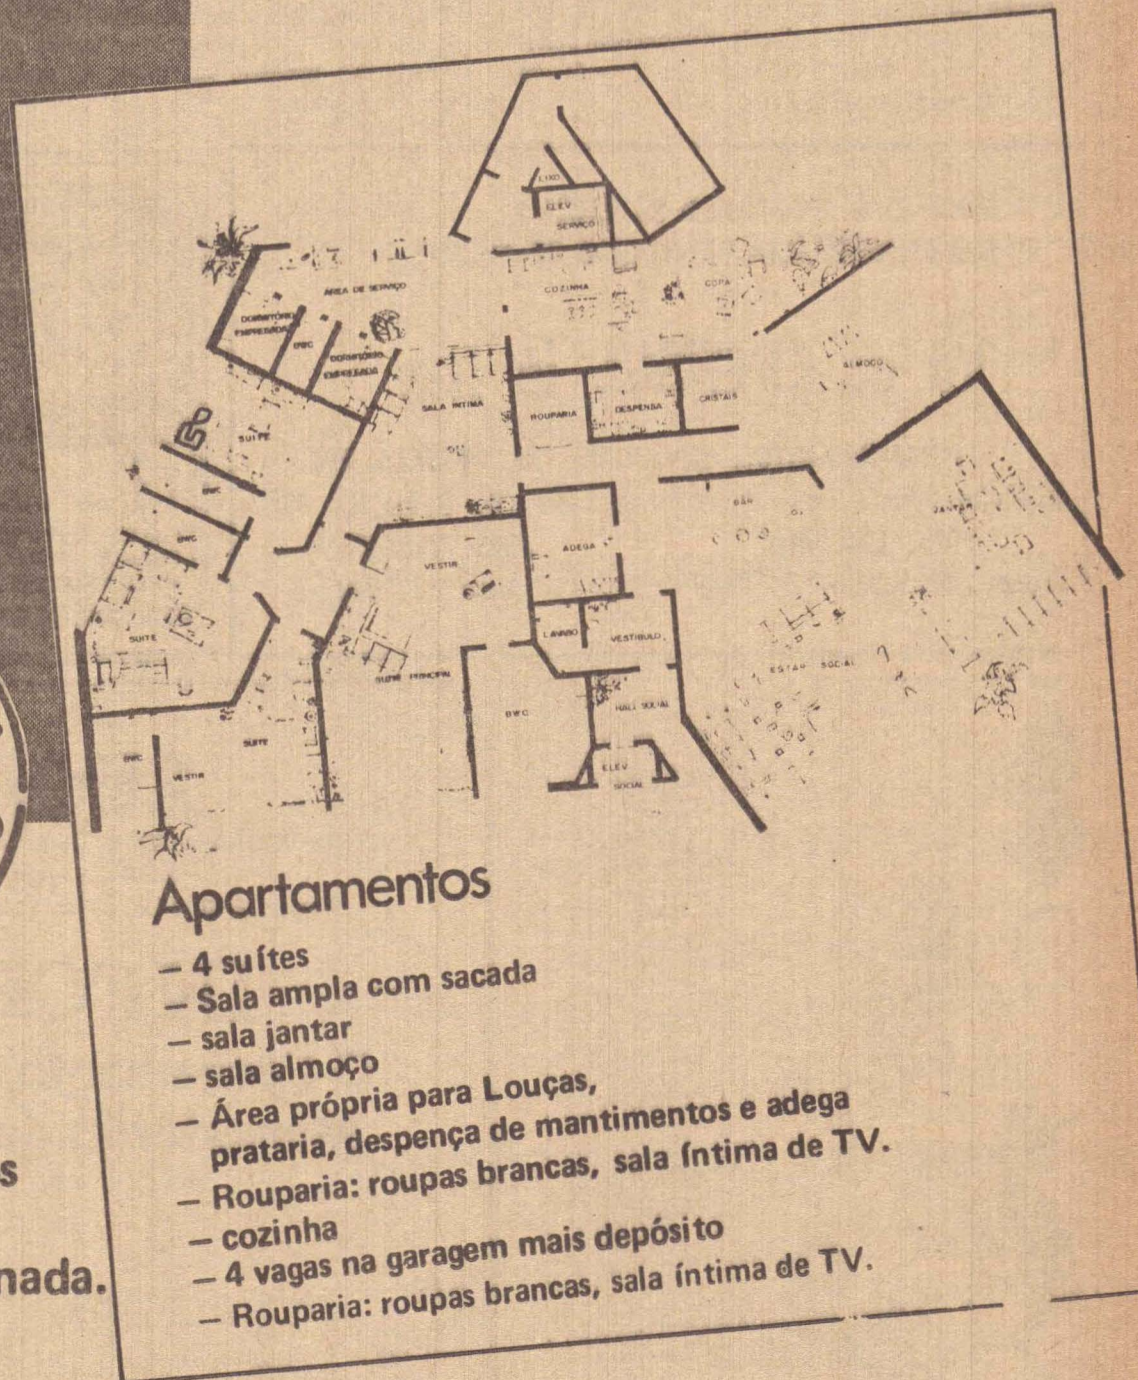 LIXO
ELEV
SERVIÇO
ÁREA DE SERVIÇO
COZINHA
COPA
DORMITÓRIO
EMPREGADA
BWC
DORMITÓRIO
EMPREGADA
ALMOÇO
SALA INTIMA
ROUPARIA
DESPENSA
CRISTAIS
SUITE
BWC
BAR
JANTAR
BWC
ADEGA
VESTIR
SUITE
LAVABO
VESTIBULO
ESTAR SOCIAL
SUITE PRINCIPAL
BWC
HALL SOCIAL
SUITE
BWC
VESTIR
ELEV
SOCIAL
Apartamentos
— 4 suítes
— Sala ampla com sacada
— sala jantar
— sala almoço
— Área própria para Louças,
prataria, despença de mantimentos e adega
— Rouparia: roupas brancas, sala íntima de TV.
— cozinha
— 4 vagas na garagem mais depósito
— Rouparia: roupas brancas, sala íntima de TV.